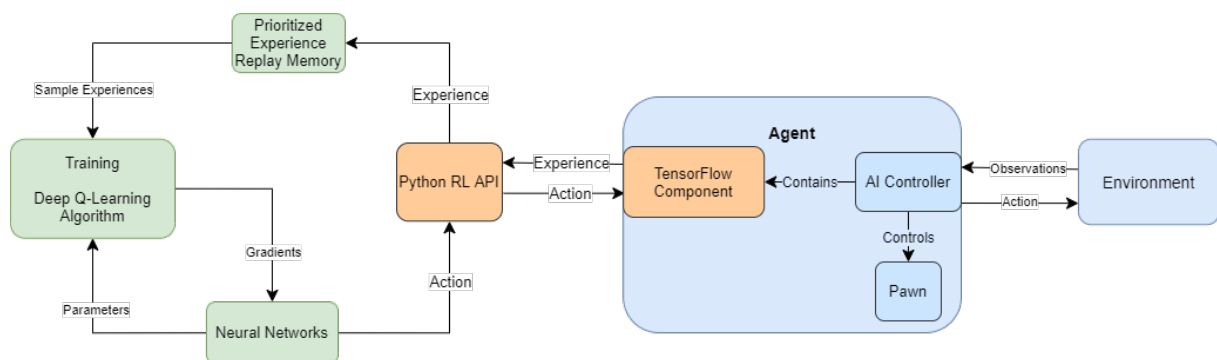 Prioritized
Experience
Replay Memory
Sample Experiences
Experience
Training
Deep Q-Learning
Algorithm
Gradients
Parameters
Neural Networks
Action
Python RL API
Experience
Action
Agent
TensorFlow
Component
Contains
AI Controller
Controls
Pawn
Observations
Action
Environment